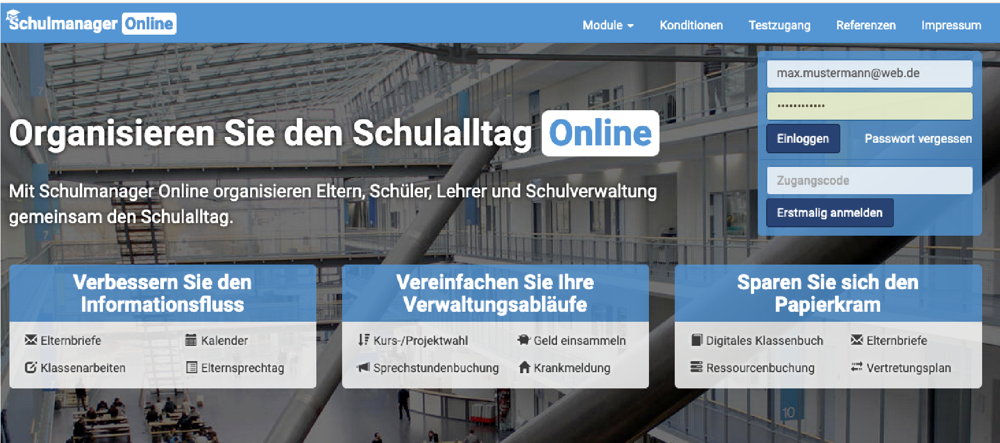 Schulmanager Online
Module Konditionen Testzugang Referenzen Impressum
max.mustermann@web.de
••••••••••••
Einloggen Passwort vergessen
Zugangscode
Erstmalig anmelden
Organisieren Sie den Schulalltag Online
Mit Schulmanager Online organisieren Eltern, Schüler, Lehrer und Schulverwaltung
gemeinsam den Schulalltag.
Verbessern Sie den
Informationsfluss
Elternbriefe Kalender
Klassenarbeiten Elternsprechtag
Vereinfachen Sie Ihre
Verwaltungsabläufe
Kurs-/Projektwahl Geld einsammeln
Sprechstundenbuchung Krankmeldung
Sparen Sie sich den
Papierkram
Digitales Klassenbuch Elternbriefe
Ressourcenbuchung Vertretungsplan
7
7
10